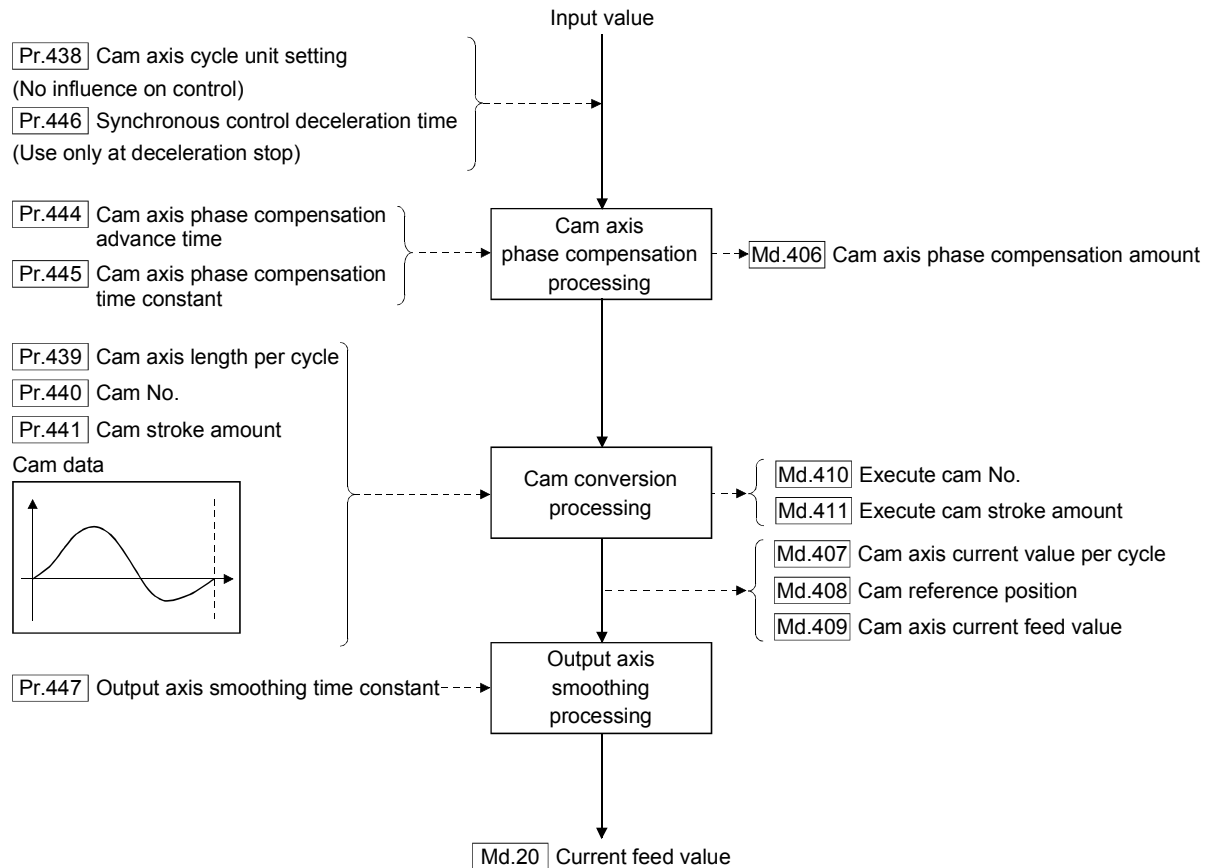 Input value
Pr.438 Cam axis cycle unit setting
(No influence on control)
Pr.446 Synchronous control deceleration time
(Use only at deceleration stop)
Pr.444 Cam axis phase compensation
advance time
Pr.445 Cam axis phase compensation
time constant
Cam axis
phase compensation
processing
Md.406 Cam axis phase compensation amount
Pr.439 Cam axis length per cycle
Pr.440 Cam No.
Pr.441 Cam stroke amount
Cam data
Cam conversion
processing
Md.410 Execute cam No.
Md.411 Execute cam stroke amount
Md.407 Cam axis current value per cycle
Md.408 Cam reference position
Md.409 Cam axis current feed value
Pr.447 Output axis smoothing time constant
Output axis
smoothing
processing
Md.20 Current feed value